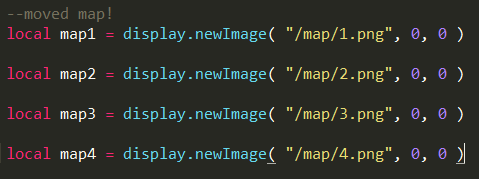 --moved map!
local map1 = display.newImage( "/map/1.png", 0, 0 )
local map2 = display.newImage( "/map/2.png", 0, 0 )
local map3 = display.newImage( "/map/3.png", 0, 0 )
local map4 = display.newImage( "/map/4.png", 0, 0 )